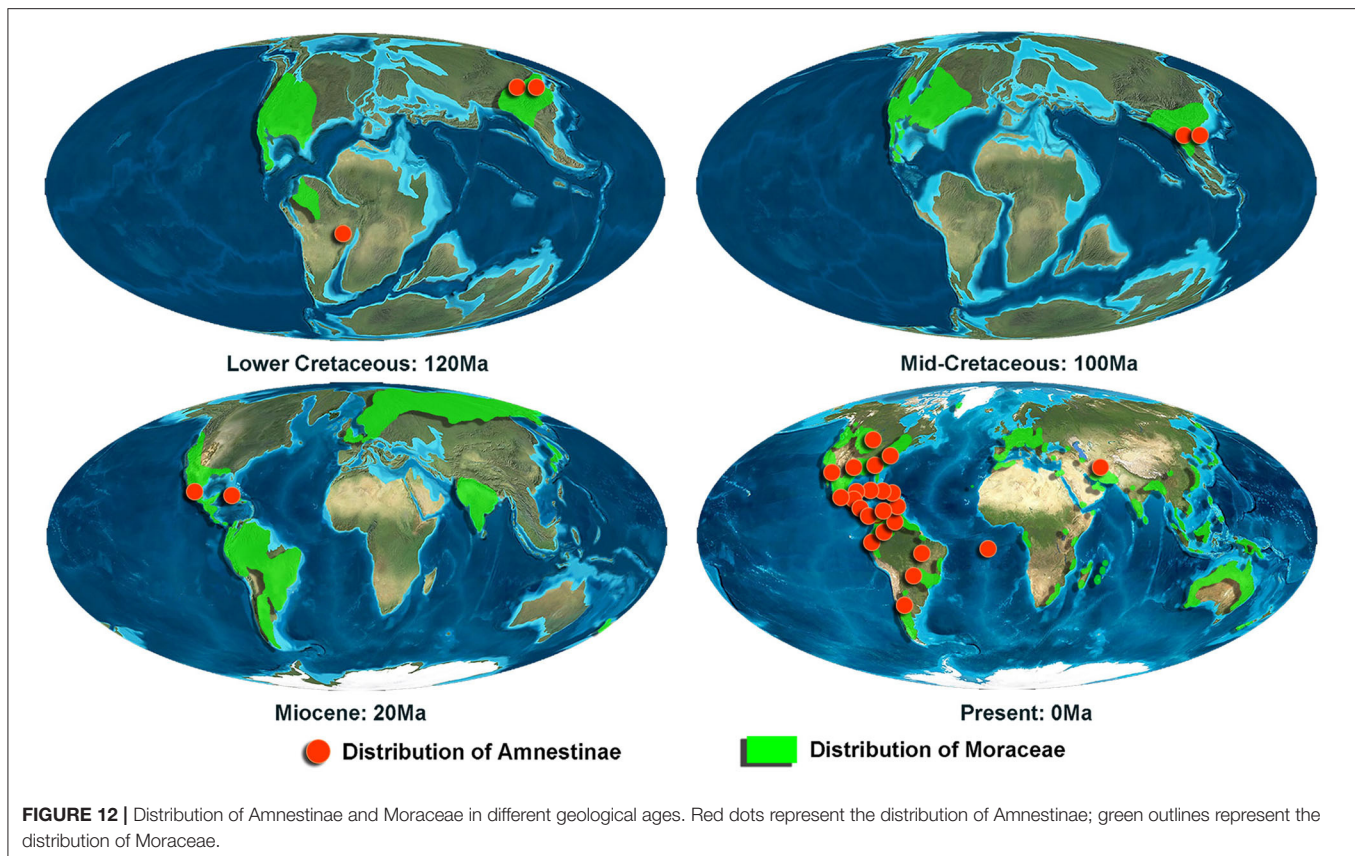 Lower Cretaceous: 120Ma
Mid-Cretaceous: 100Ma
Miocene: 20Ma
Present: 0Ma
Distribution of Amnestinae
Distribution of Moraceae
FIGURE 12 | Distribution of Amnestinae and Moraceae in different geological ages. Red dots represent the distribution of Amnestinae; green outlines represent the
distribution of Moraceae.